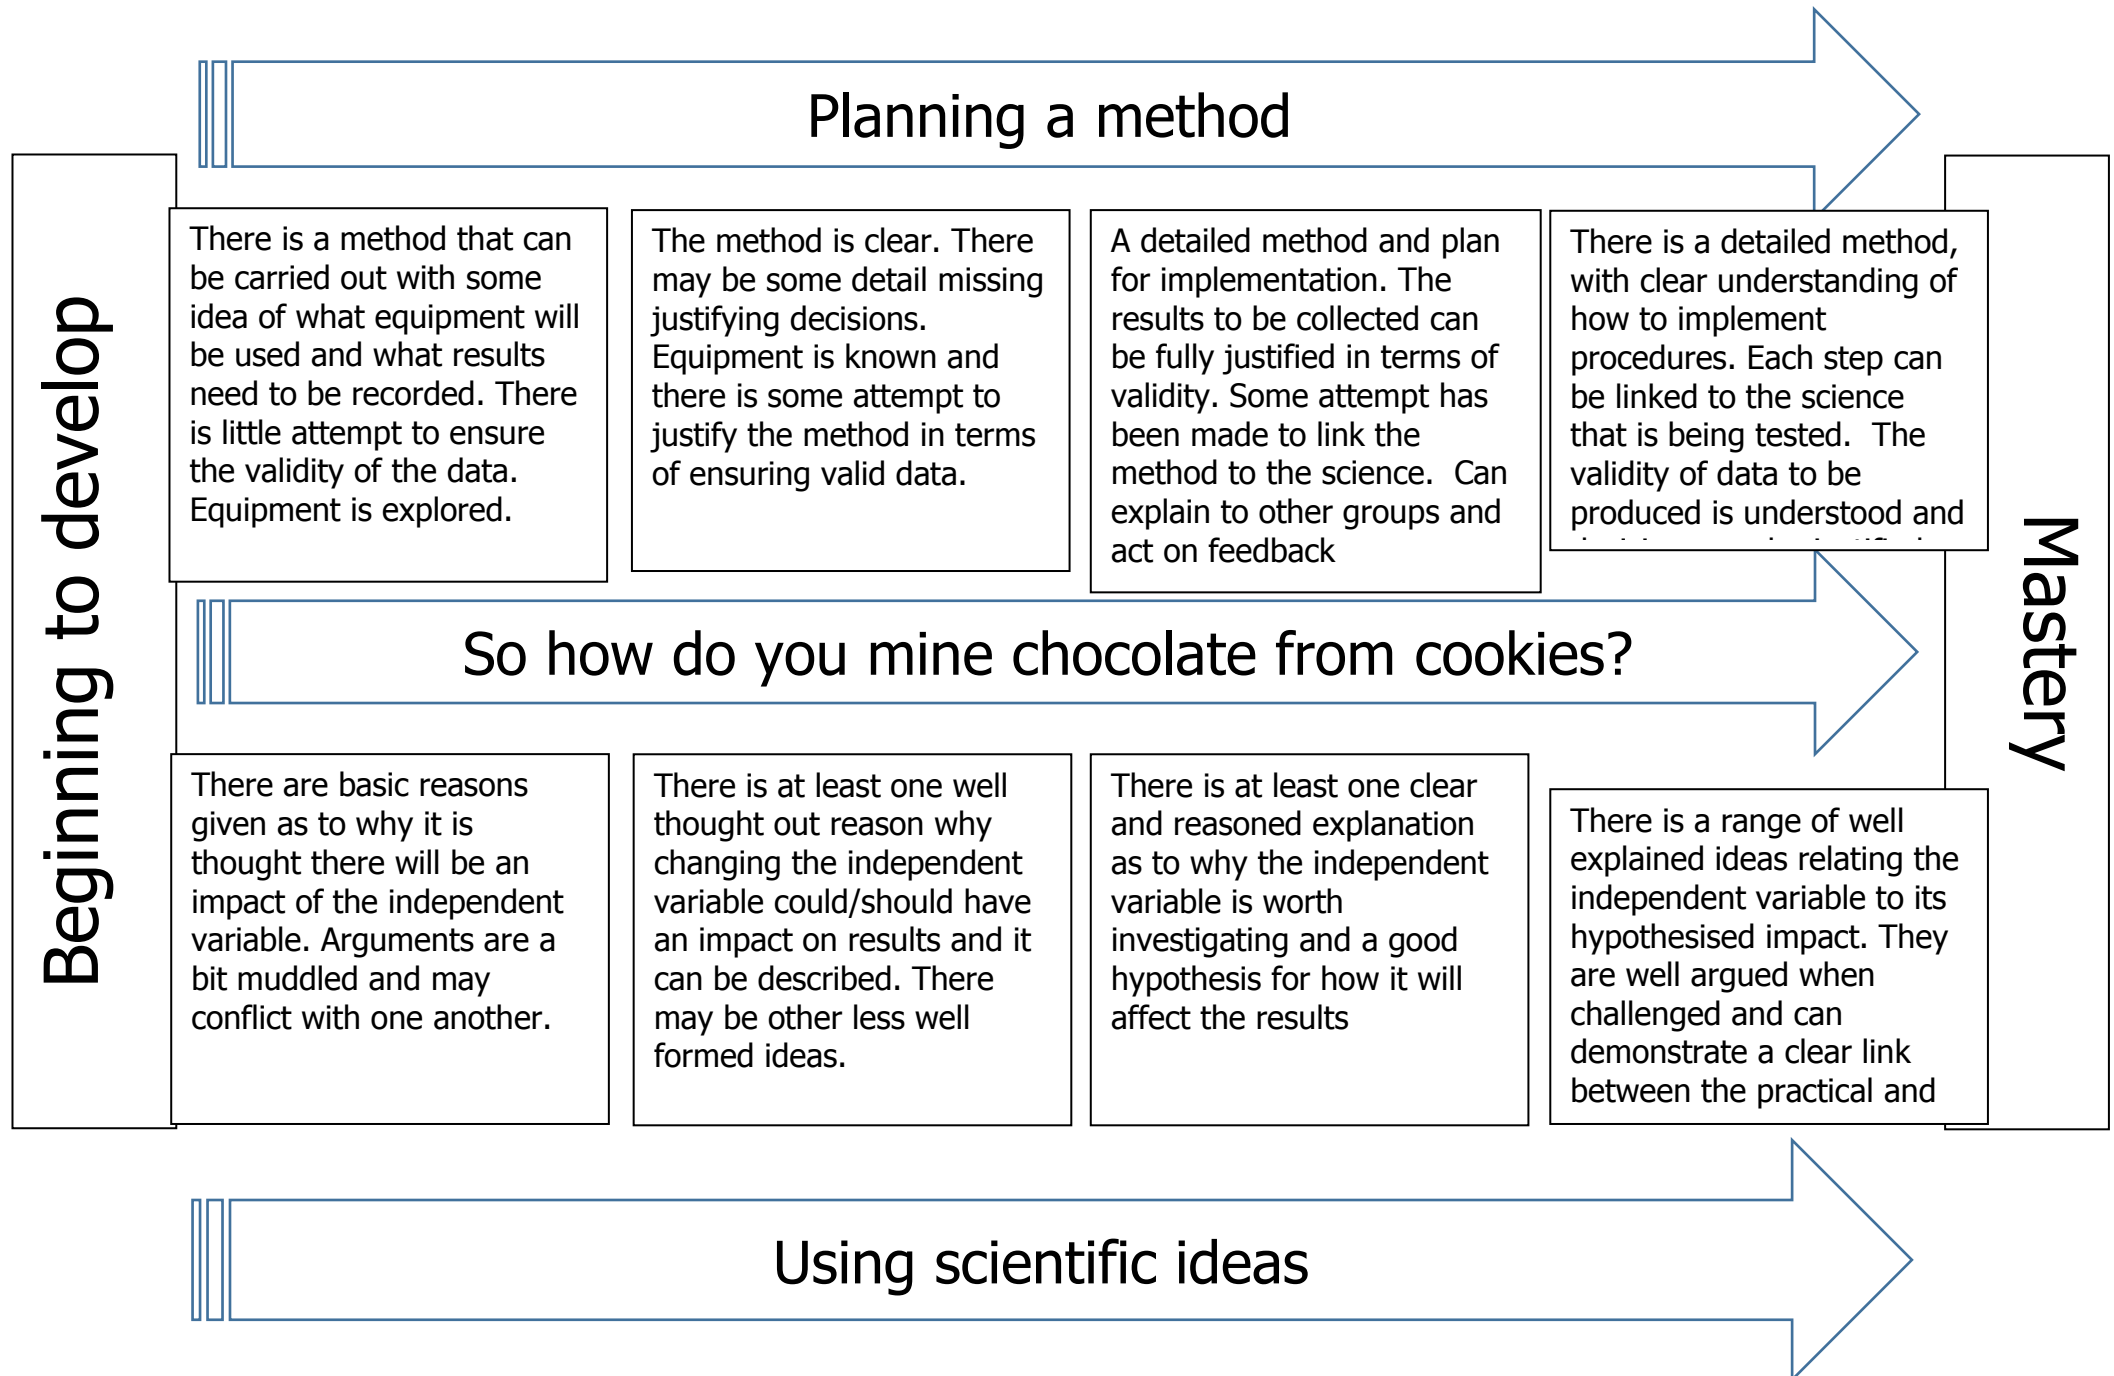 Planning a method
Beginning to develop
There is a method that can
be carried out with some
idea of what equipment will
be used and what results
need to be recorded. There
is little attempt to ensure
the validity of the data.
Equipment is explored.
The method is clear. There
may be some detail missing
justifying decisions.
Equipment is known and
there is some attempt to
justify the method in terms
of ensuring valid data.
A detailed method and plan
for implementation. The
results to be collected can
be fully justified in terms of
validity. Some attempt has
been made to link the
method to the science.  Can
explain to other groups and
act on feedback
There is a detailed method,
with clear understanding of
how to implement
procedures. Each step can
be linked to the science
that is being tested.  The
validity of data to be
produced is understood and
Mastery
So how do you mine chocolate from cookies?
There are basic reasons
given as to why it is
thought there will be an
impact of the independent
variable. Arguments are a
bit muddled and may
conflict with one another.
There is at least one well
thought out reason why
changing the independent
variable could/should have
an impact on results and it
can be described. There
may be other less well
formed ideas.
There is at least one clear
and reasoned explanation
as to why the independent
variable is worth
investigating and a good
hypothesis for how it will
affect the results
There is a range of well
explained ideas relating the
independent variable to its
hypothesised impact. They
are well argued when
challenged and can
demonstrate a clear link
between the practical and
Using scientific ideas